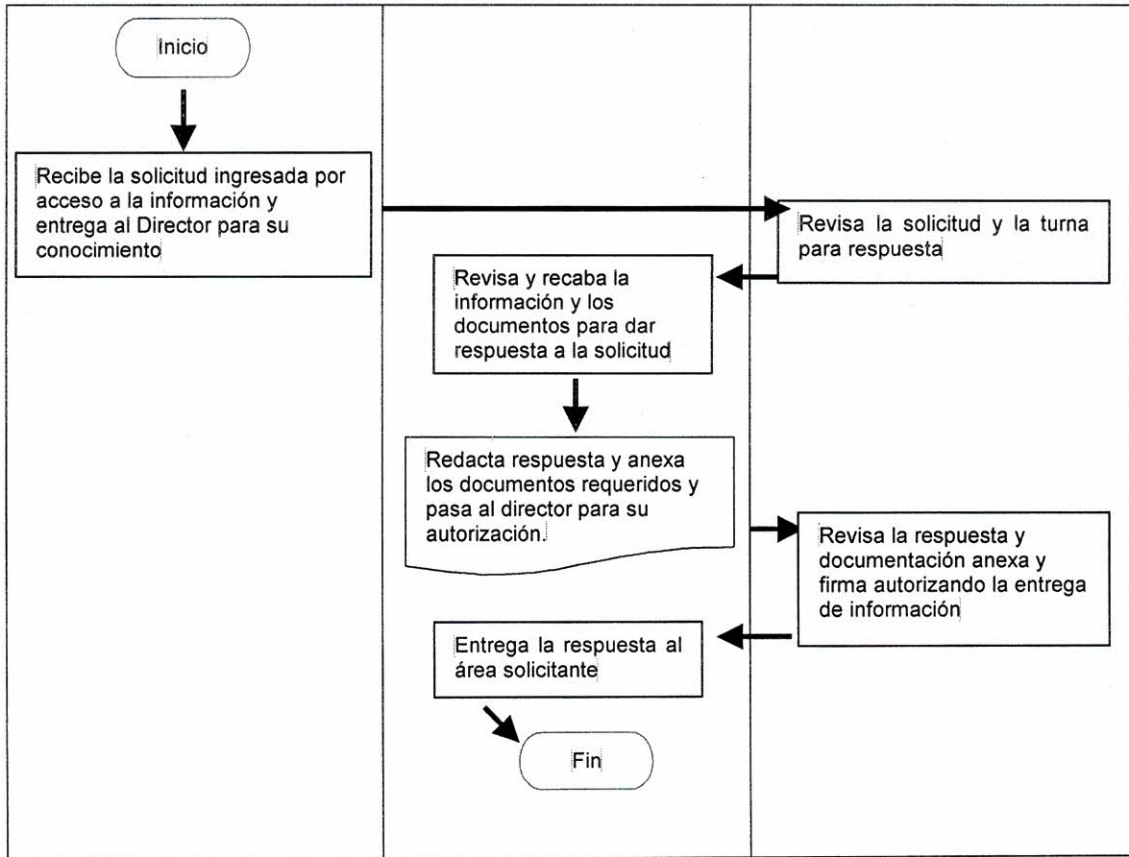 Inicio
Recibe la solicitud ingresada por
acceso a la información y
entrega al Director para su
conocimiento
Revisa la solicitud y la turna
para respuesta
Revisa y recaba la
información y los
documentos para dar
respuesta a la solicitud
Redacta respuesta y anexa
los documentos requeridos y
pasa al director para su
autorización.
Revisa la respuesta y
documentación anexa y
firma autorizando la entrega
de información
Entrega la respuesta al
área solicitante
Fin